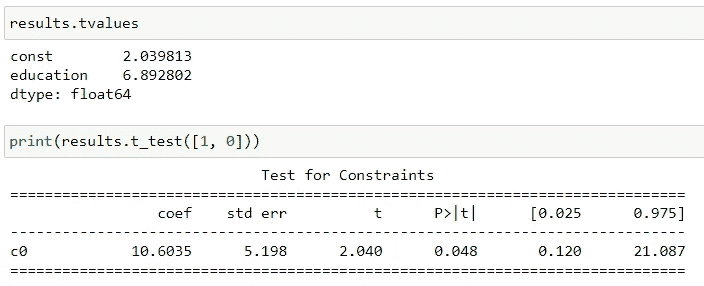 results.tvalues
const        2.039813
education    6.892802
dtype: float64
print(results.t_test([1, 0]))
                             Test for Constraints
==============================================================================
                 coef    std err          t      P>|t|      [0.025      0.975]
------------------------------------------------------------------------------
c0            10.6035      5.198      2.040      0.048       0.120      21.087
==============================================================================